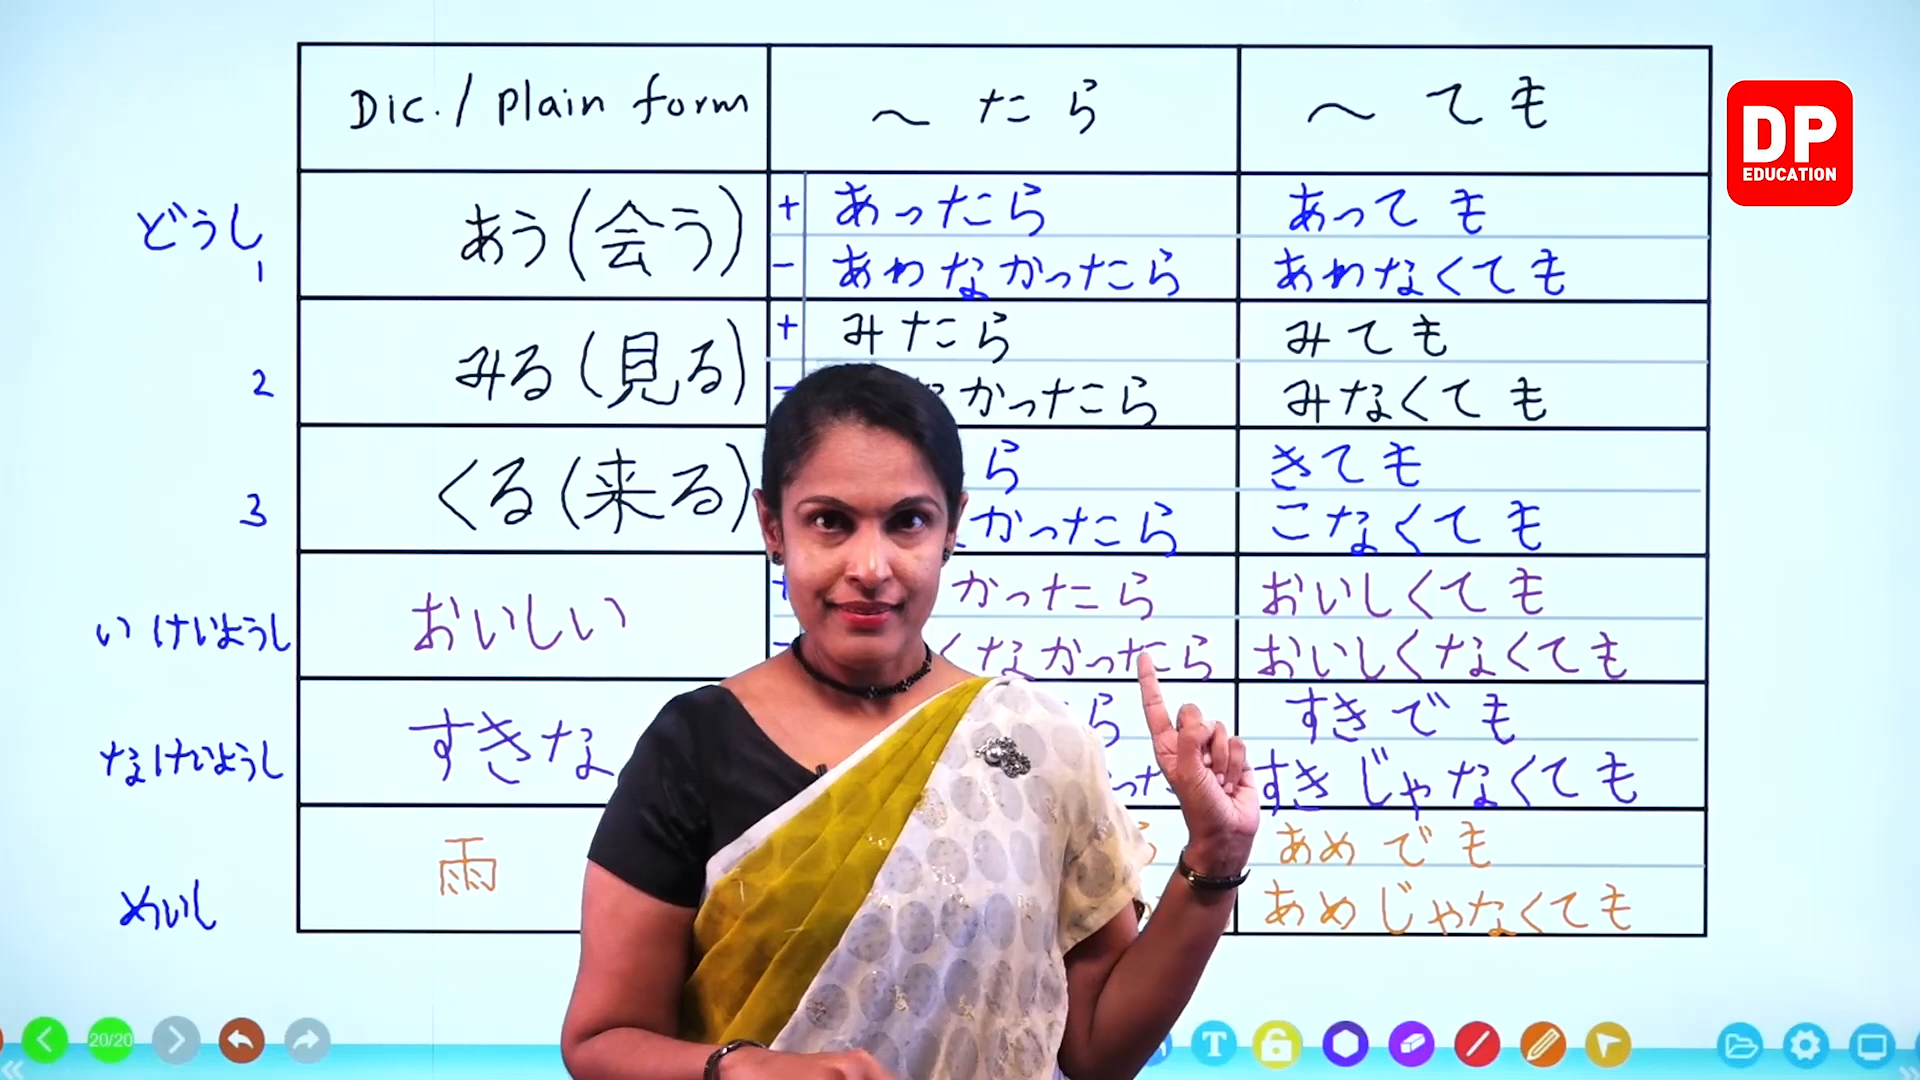 Dic. / Plain form
～ たら
～ ても
DP
EDUCATION
どうし
1
あう (会う)
+ あったら
あっても
- あわなかったら
あわなくても
2
みる (見る)
+ みたら
みても
- かったら
みなくても
3
くる (来る)
ら
きても
かったら
こなくても
いけいようし
おいしい
+ かったら
おいしくても
- くなかったら
おいしくなくても
なけいようし
すきな
ら
すきでも
った
すきじゃなくても
めいし
雨
ら
あめでも
あめじゃなくても
20/20
T